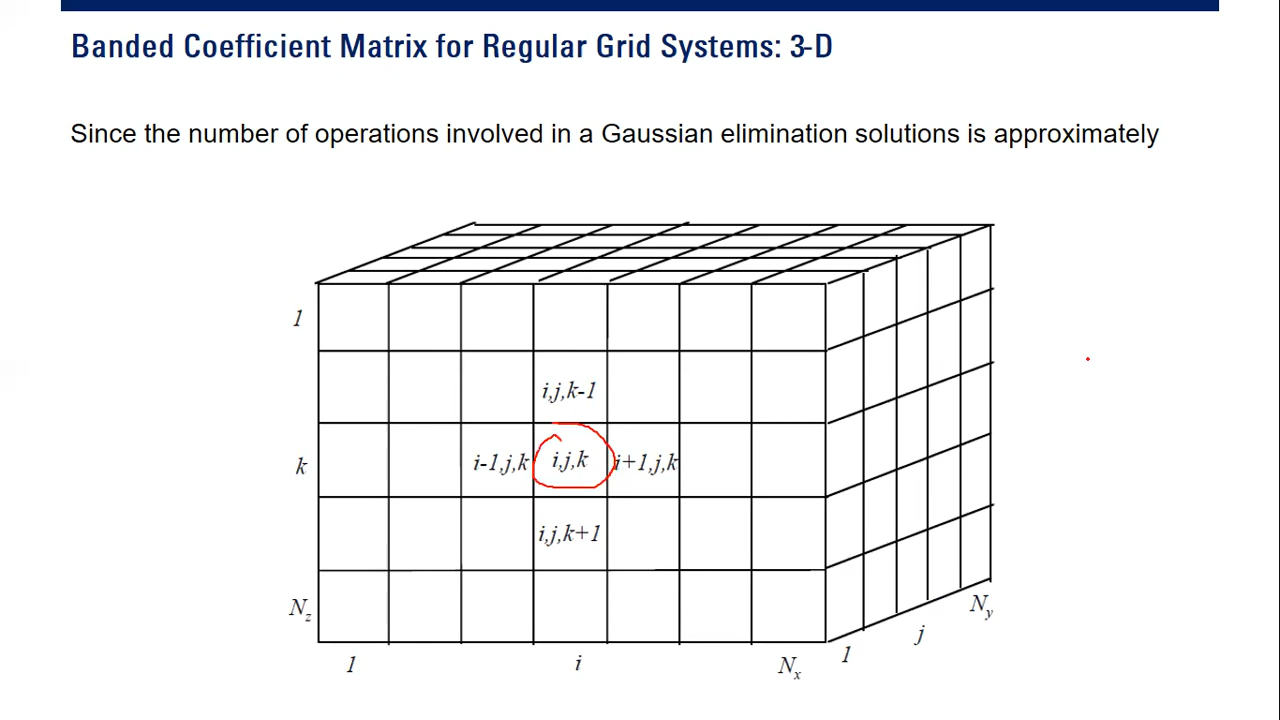 Banded Coefficient Matrix for Regular Grid Systems: 3-D
Since the number of operations involved in a Gaussian elimination solutions is approximately
1
i,j,k-1
k
i-1,j,k
i,j,k
i+1,j,k
i,j,k+1
N_z
N_y
j
1
1
i
N_x